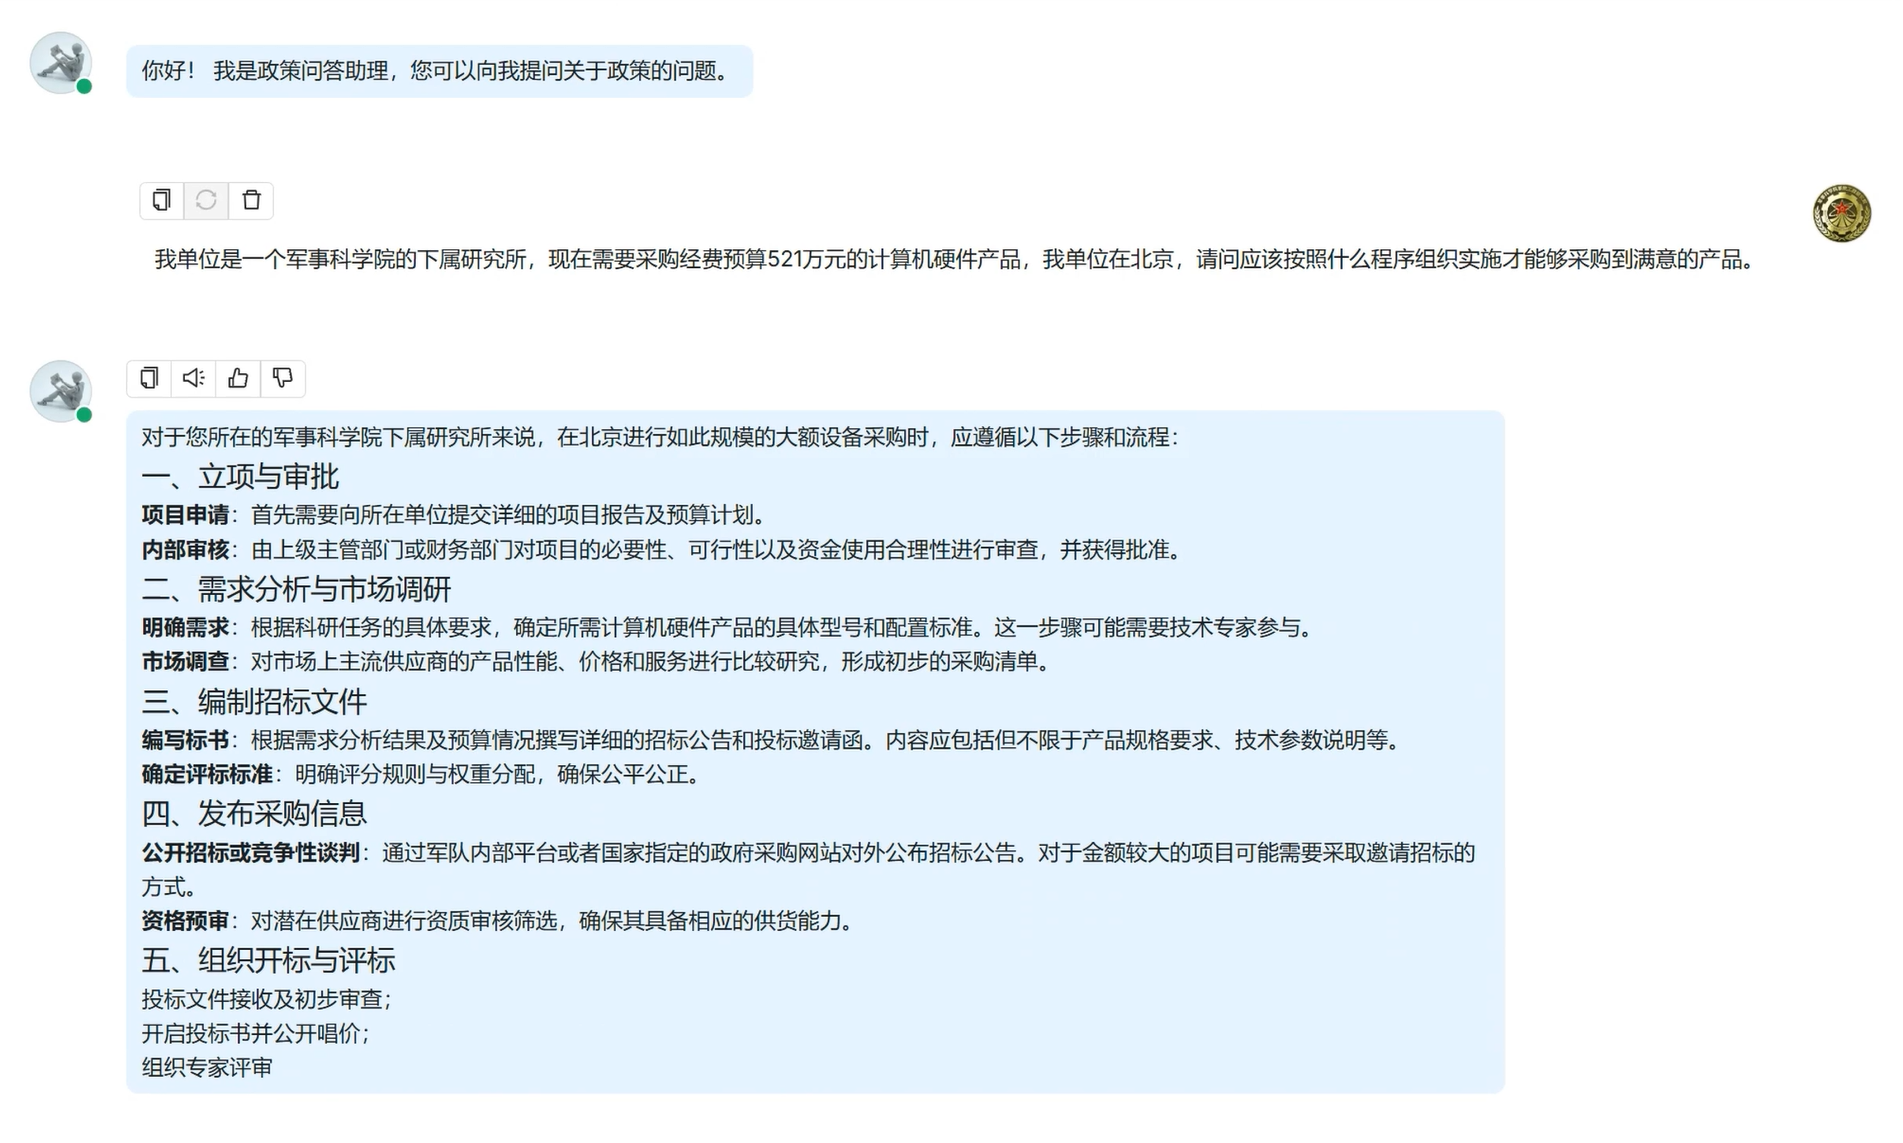 你好！ 我是政策问答助理，您可以向我提问关于政策的问题。
我单位是一个军事科学院的下属研究所，现在需要采购经费预算521万元的计算机硬件产品，我单位在北京，请问应该按照什么程序组织实施才能够采购到满意的产品。
对于您所在的军事科学院下属研究所来说，在北京进行如此规模的大额设备采购时，应遵循以下步骤和流程：
一、立项与审批
项目申请：首先需要向所在单位提交详细的项目报告及预算计划。
内部审核：由上级主管部门或财务部门对项目的必要性、可行性以及资金使用合理性进行审查，并获得批准。
二、需求分析与市场调研
明确需求：根据科研任务的具体要求，确定所需计算机硬件产品的具体型号和配置标准。这一步骤可能需要技术专家参与。
市场调查：对市场上主流供应商的产品性能、价格和服务进行比较研究，形成初步的采购清单。
三、编制招标文件
编写标书：根据需求分析结果及预算情况撰写详细的招标公告和投标邀请函。内容应包括但不限于产品规格要求、技术参数说明等。
确定评标标准：明确评分规则与权重分配，确保公平公正。
四、发布采购信息
公开招标或竞争性谈判：通过军队内部平台或者国家指定的政府采购网站对外公布招标公告。对于金额较大的项目可能需要采取邀请招标的
方式。
资格预审：对潜在供应商进行资质审核筛选，确保其具备相应的供货能力。
五、组织开标与评标
投标文件接收及初步审查；
开启投标书并公开唱价；
组织专家评审